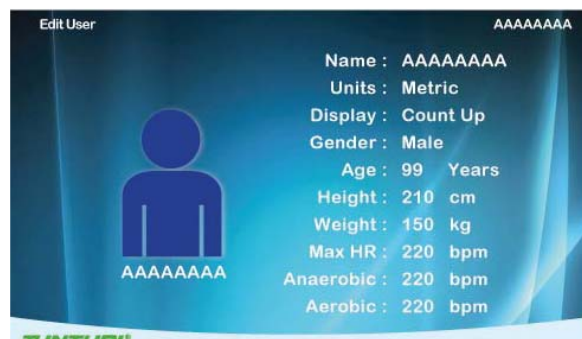 Edit User
AAAAAAAA
Name : AAAAAAAA
Units : Metric
Display : Count Up
Gender : Male
Age : 99 Years
Height : 210 cm
Weight : 150 kg
Max HR : 220 bpm
Anaerobic : 220 bpm
Aerobic : 220 bpm
AAAAAAAA